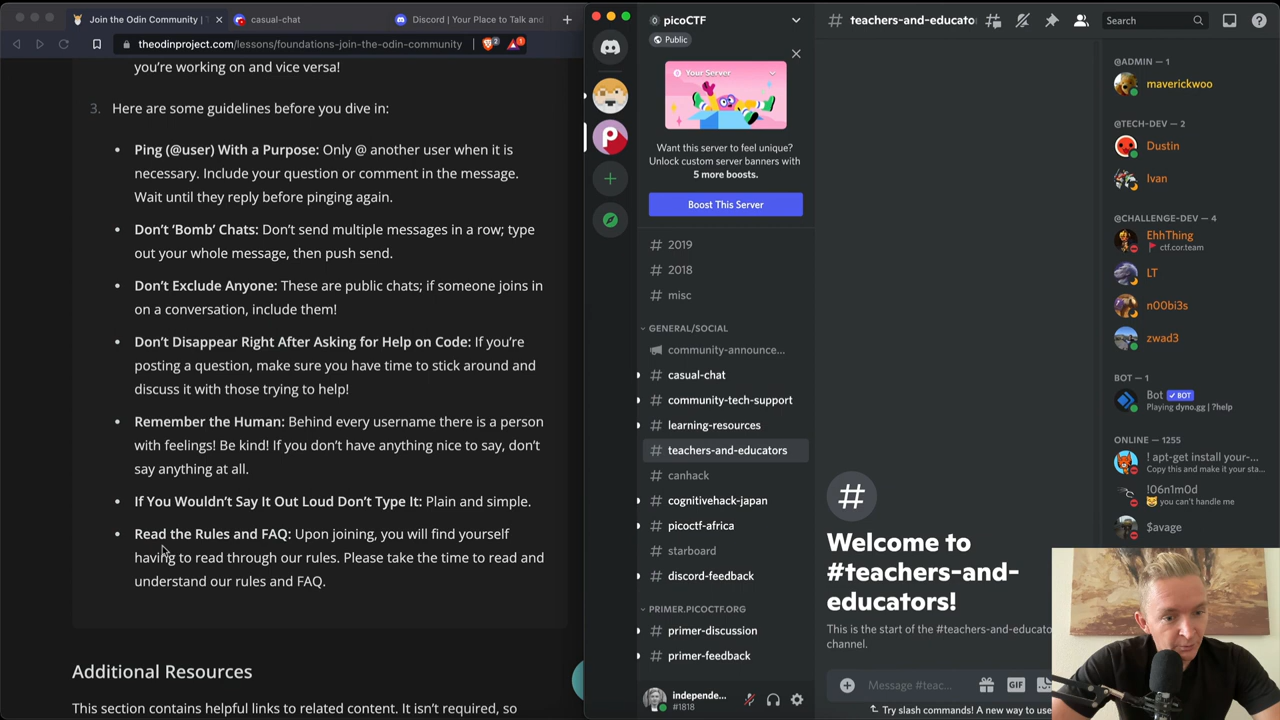 Join the Odin Community | T
casual-chat
Discord | Your Place to Talk and
theodinproject.com/lessons/foundations-join-the-odin-community
2
1
you're working on and vice versa!
3. Here are some guidelines before you dive in:
Ping (@user) With a Purpose: Only @ another user when it is
necessary. Include your question or comment in the message.
Wait until they reply before pinging again.
Don't 'Bomb' Chats: Don't send multiple messages in a row; type
out your whole message, then push send.
Don't Exclude Anyone: These are public chats; if someone joins in
on a conversation, include them!
Don't Disappear Right After Asking for Help on Code: If you're
posting a question, make sure you have time to stick around and
discuss it with those trying to help!
Remember the Human: Behind every username there is a person
with feelings! Be kind! If you don't have anything nice to say, don't
say anything at all.
If You Wouldn't Say It Out Loud Don't Type It: Plain and simple.
Read the Rules and FAQ: Upon joining, you will find yourself
having to read through our rules. Please take the time to read and
understand our rules and FAQ.
Additional Resources
This section contains helpful links to related content. It isn't required, so
picoCTF
Public
Your Server
Want this server to feel unique?
Unlock custom server banners with
5 more boosts.
Boost This Server
# 2019
# 2018
# misc
GENERAL/SOCIAL
community-announce...
# casual-chat
# community-tech-support
# learning-resources
# teachers-and-educators
# canhack
# cognitivehack-japan
# picoctf-africa
# starboard
# discord-feedback
PRIMER.PICOCTF.ORG
# primer-discussion
# primer-feedback
independe...
#1818
# teachers-and-educato
Search
#
Welcome to
#teachers-and-
educators!
This is the start of the #teachers-and-educato
channel.
Message #teac...
GIF
Try slash commands! A new way to use
@ADMIN — 1
maverickwoo
@TECH-DEV — 2
Dustin
Ivan
@CHALLENGE-DEV — 4
EhhThing
ctf.cor.team
LT
n00bi3s
zwad3
BOT — 1
Bot ✓ BOT
Playing dyno.gg | ?help
ONLINE — 1255
! apt-get install your-...
Copy this and make it your sta...
!06n1m0d
you can't handle me
$avage